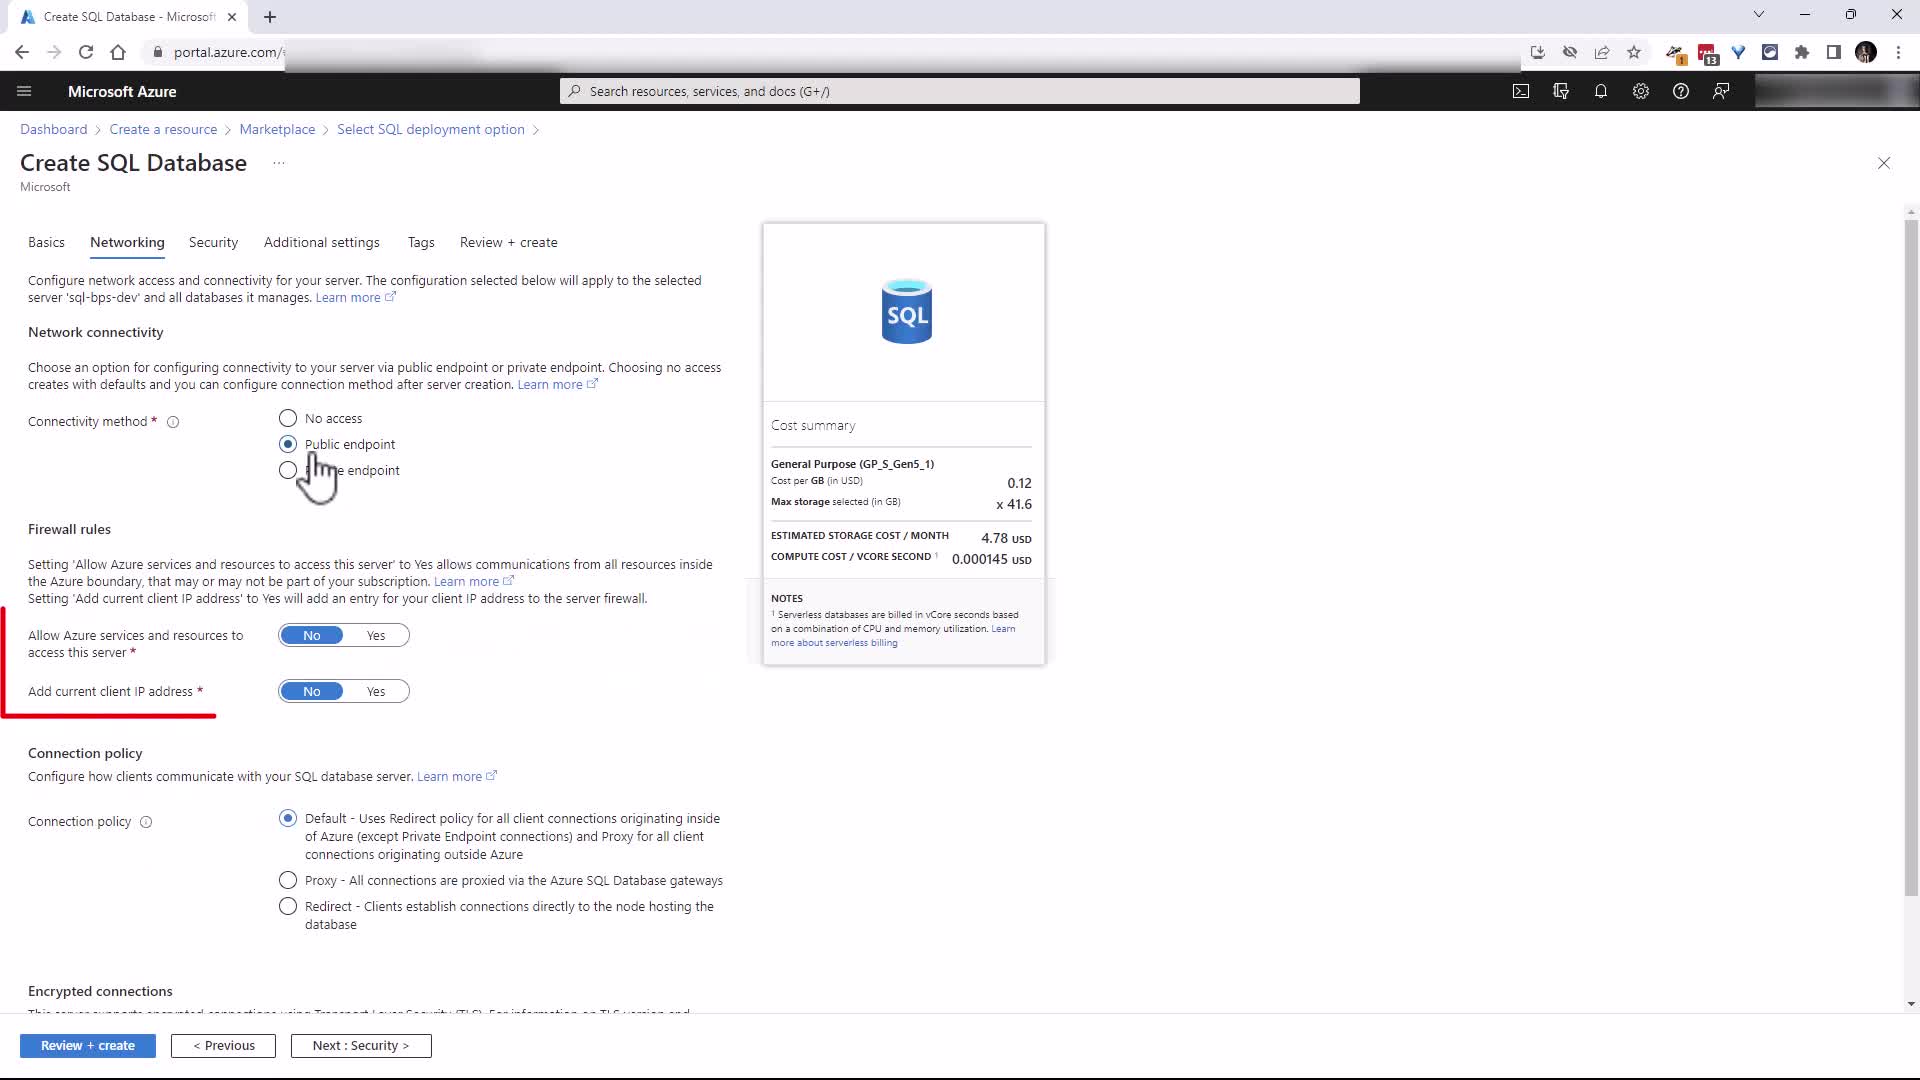 Create SQL Database - Microsoft
portal.azure.com/
1
13
Microsoft Azure
Search resources, services, and docs (G+/)
Dashboard > Create a resource > Marketplace > Select SQL deployment option >
Create SQL Database ...
Microsoft
Basics Networking Security Additional settings Tags Review + create
Configure network access and connectivity for your server. The configuration selected below will apply to the selected
server 'sql-bps-dev' and all databases it manages. Learn more
Network connectivity
Choose an option for configuring connectivity to your server via public endpoint or private endpoint. Choosing no access
creates with defaults and you can configure connection method after server creation. Learn more
Connectivity method *
No access
Public endpoint
endpoint
Firewall rules
Setting 'Allow Azure services and resources to access this server' to Yes allows communications from all resources inside
the Azure boundary, that may or may not be part of your subscription. Learn more
Setting 'Add current client IP address' to Yes will add an entry for your client IP address to the server firewall.
Allow Azure services and resources to
access this server *
No Yes
Add current client IP address *
No Yes
Connection policy
Configure how clients communicate with your SQL database server. Learn more
Connection policy
Default - Uses Redirect policy for all client connections originating inside
of Azure (except Private Endpoint connections) and Proxy for all client
connections originating outside Azure
Proxy - All connections are proxied via the Azure SQL Database gateways
Redirect - Clients establish connections directly to the node hosting the
database
Encrypted connections
SQL
Cost summary
General Purpose (GP_S_Gen5_1)
Cost per GB (in USD) 0.12
Max storage selected (in GB) x 41.6
ESTIMATED STORAGE COST / MONTH 4.78 USD
COMPUTE COST / VCORE SECOND 1 0.000145 USD
NOTES
1 Serverless databases are billed in vCore seconds based
on a combination of CPU and memory utilization. Learn
more about serverless billing
Review + create < Previous Next : Security >